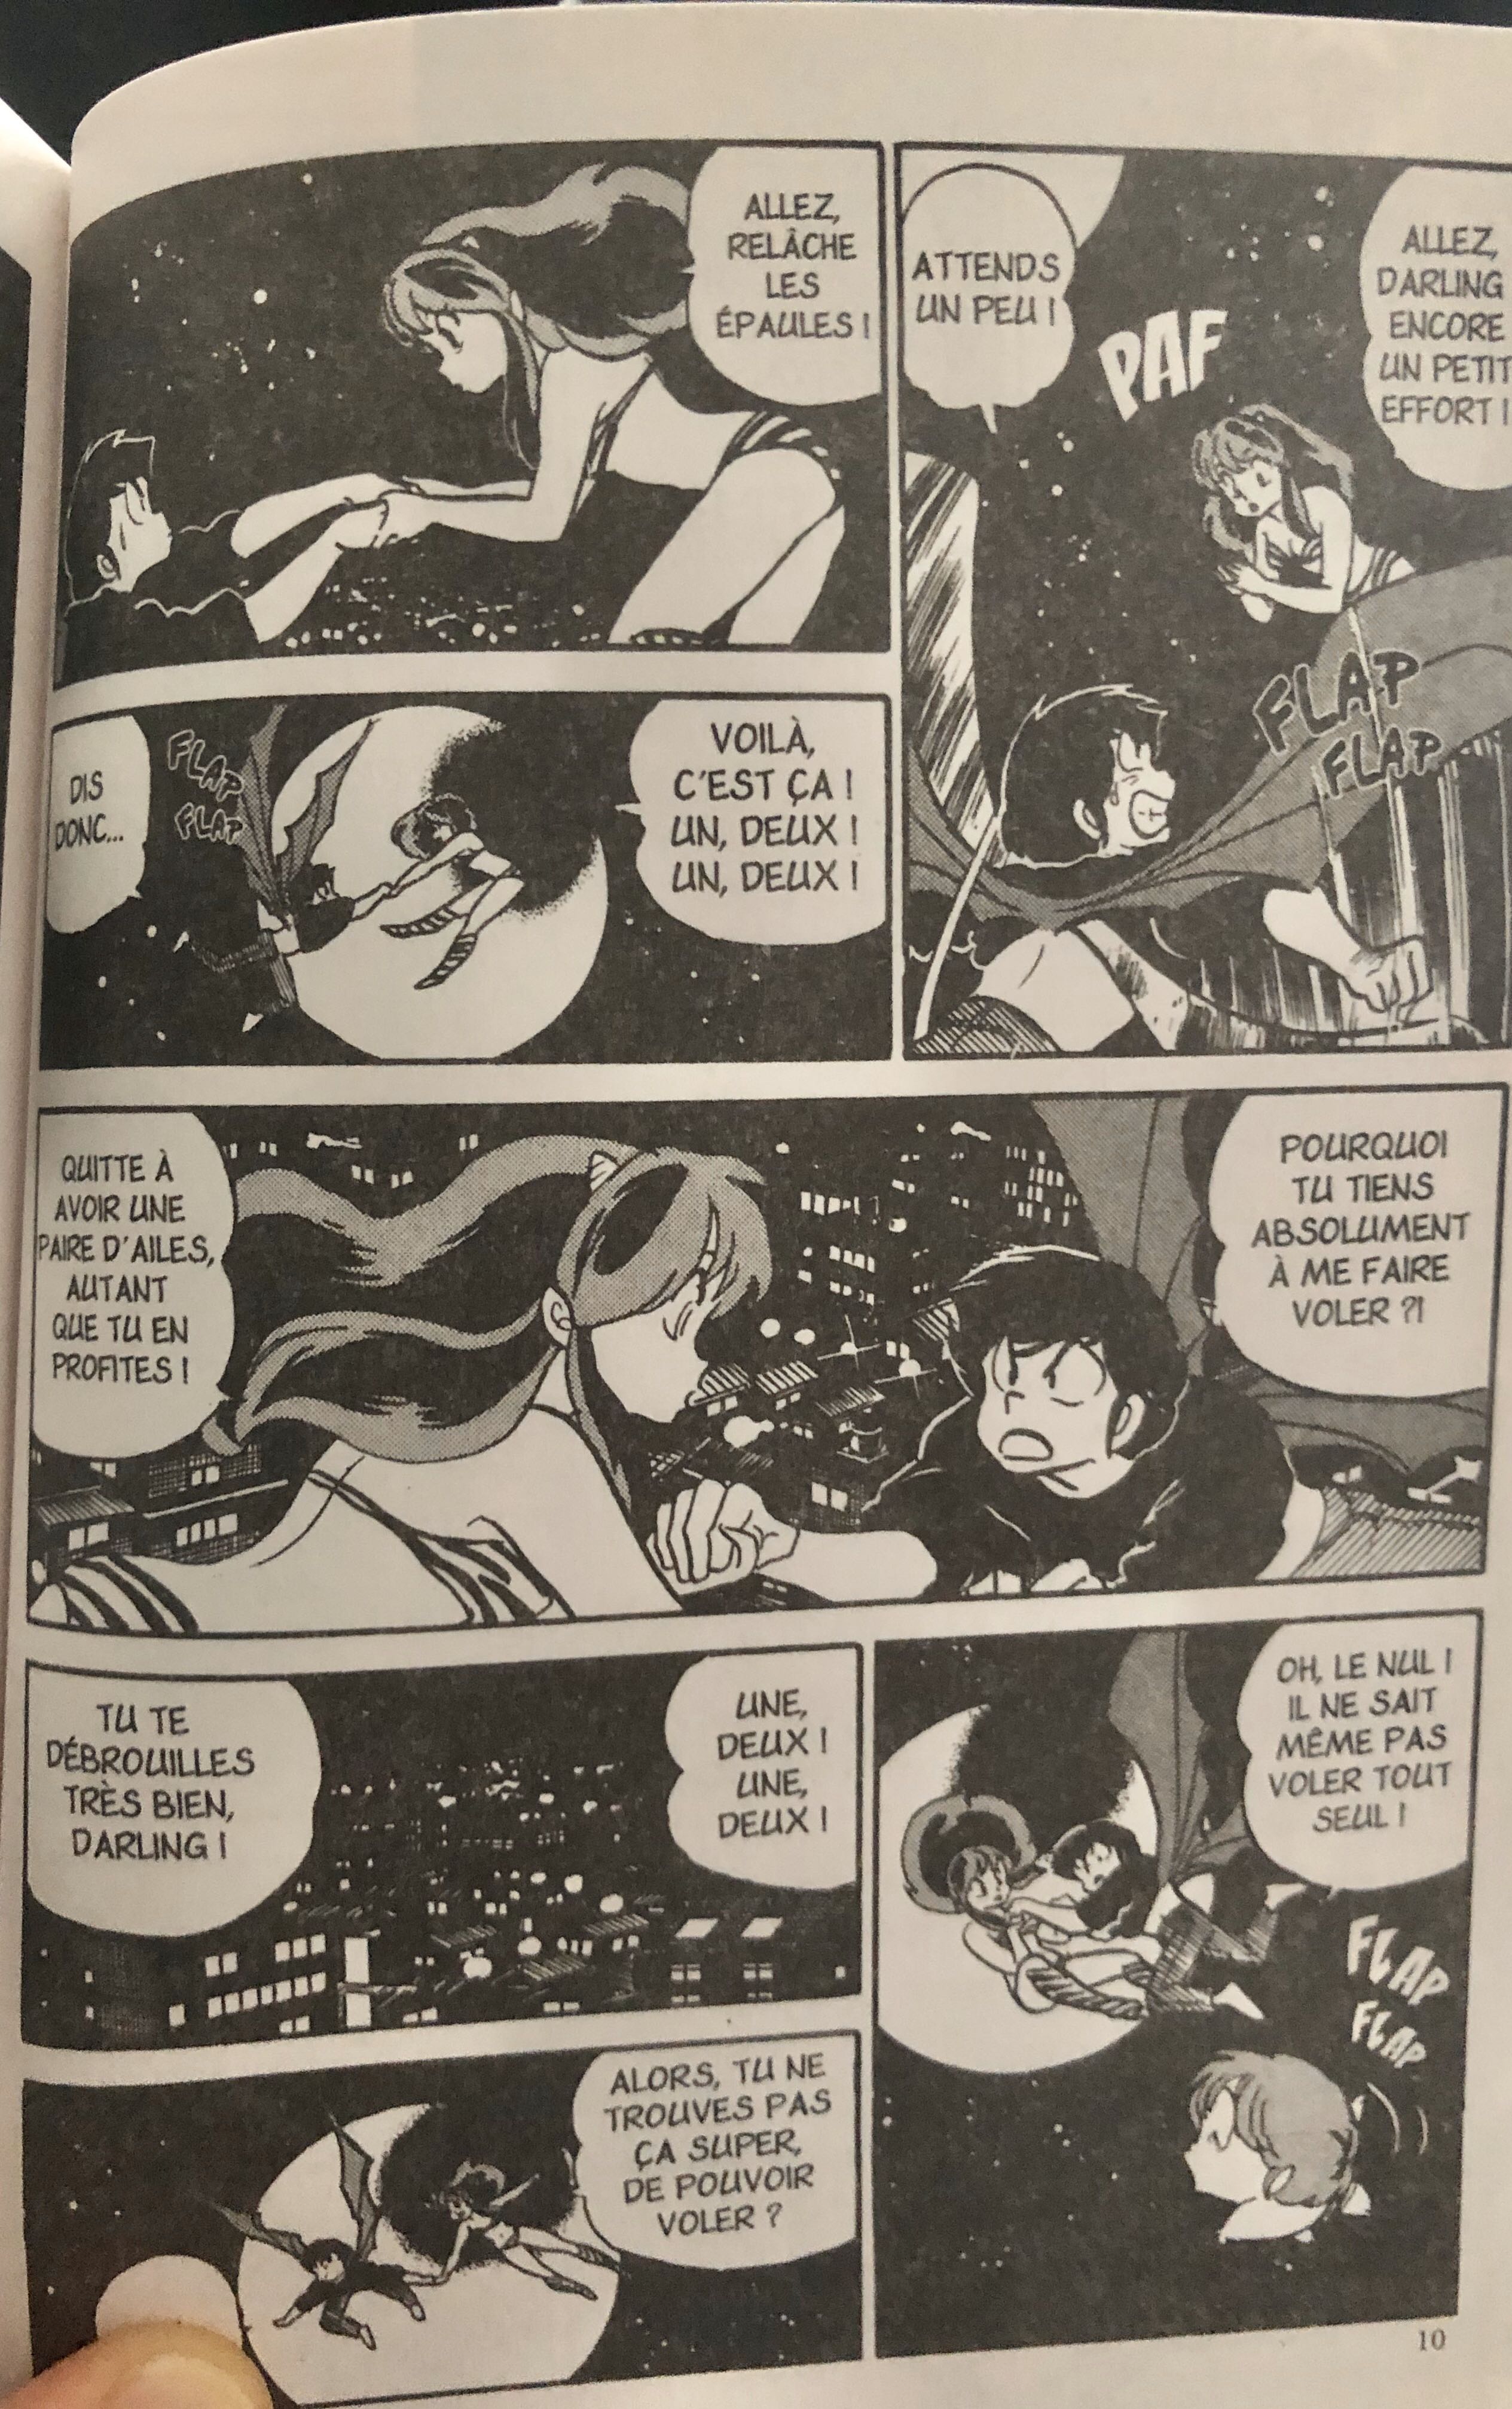 ALLEZ,
DARLING
ENCORE
UN PETIT
EFFORT !
PAF
ATTENDS
UN PEU !
FLAP
FLAP
ALLEZ,
RELÂCHE
LES
ÉPAULES !
VOILÀ,
C'EST ÇA !
UN, DEUX !
UN, DEUX !
FLAP
FLAP
DIS
DONC...
POURQUOI
TU TIENS
ABSOLUMENT
À ME FAIRE
VOLER ?!
QUITTE À
AVOIR UNE
PAIRE D'AILES,
AUTANT
QUE TU EN
PROFITES !
OH, LE NUL !
IL NE SAIT
MÊME PAS
VOLER TOUT
SEUL !
FLAP
FLAP
UNE,
DEUX !
UNE,
DEUX !
TU TE
DÉBROUILLES
TRÈS BIEN,
DARLING !
ALORS, TU NE
TROUVES PAS
ÇA SUPER,
DE POUVOIR
VOLER ?
10